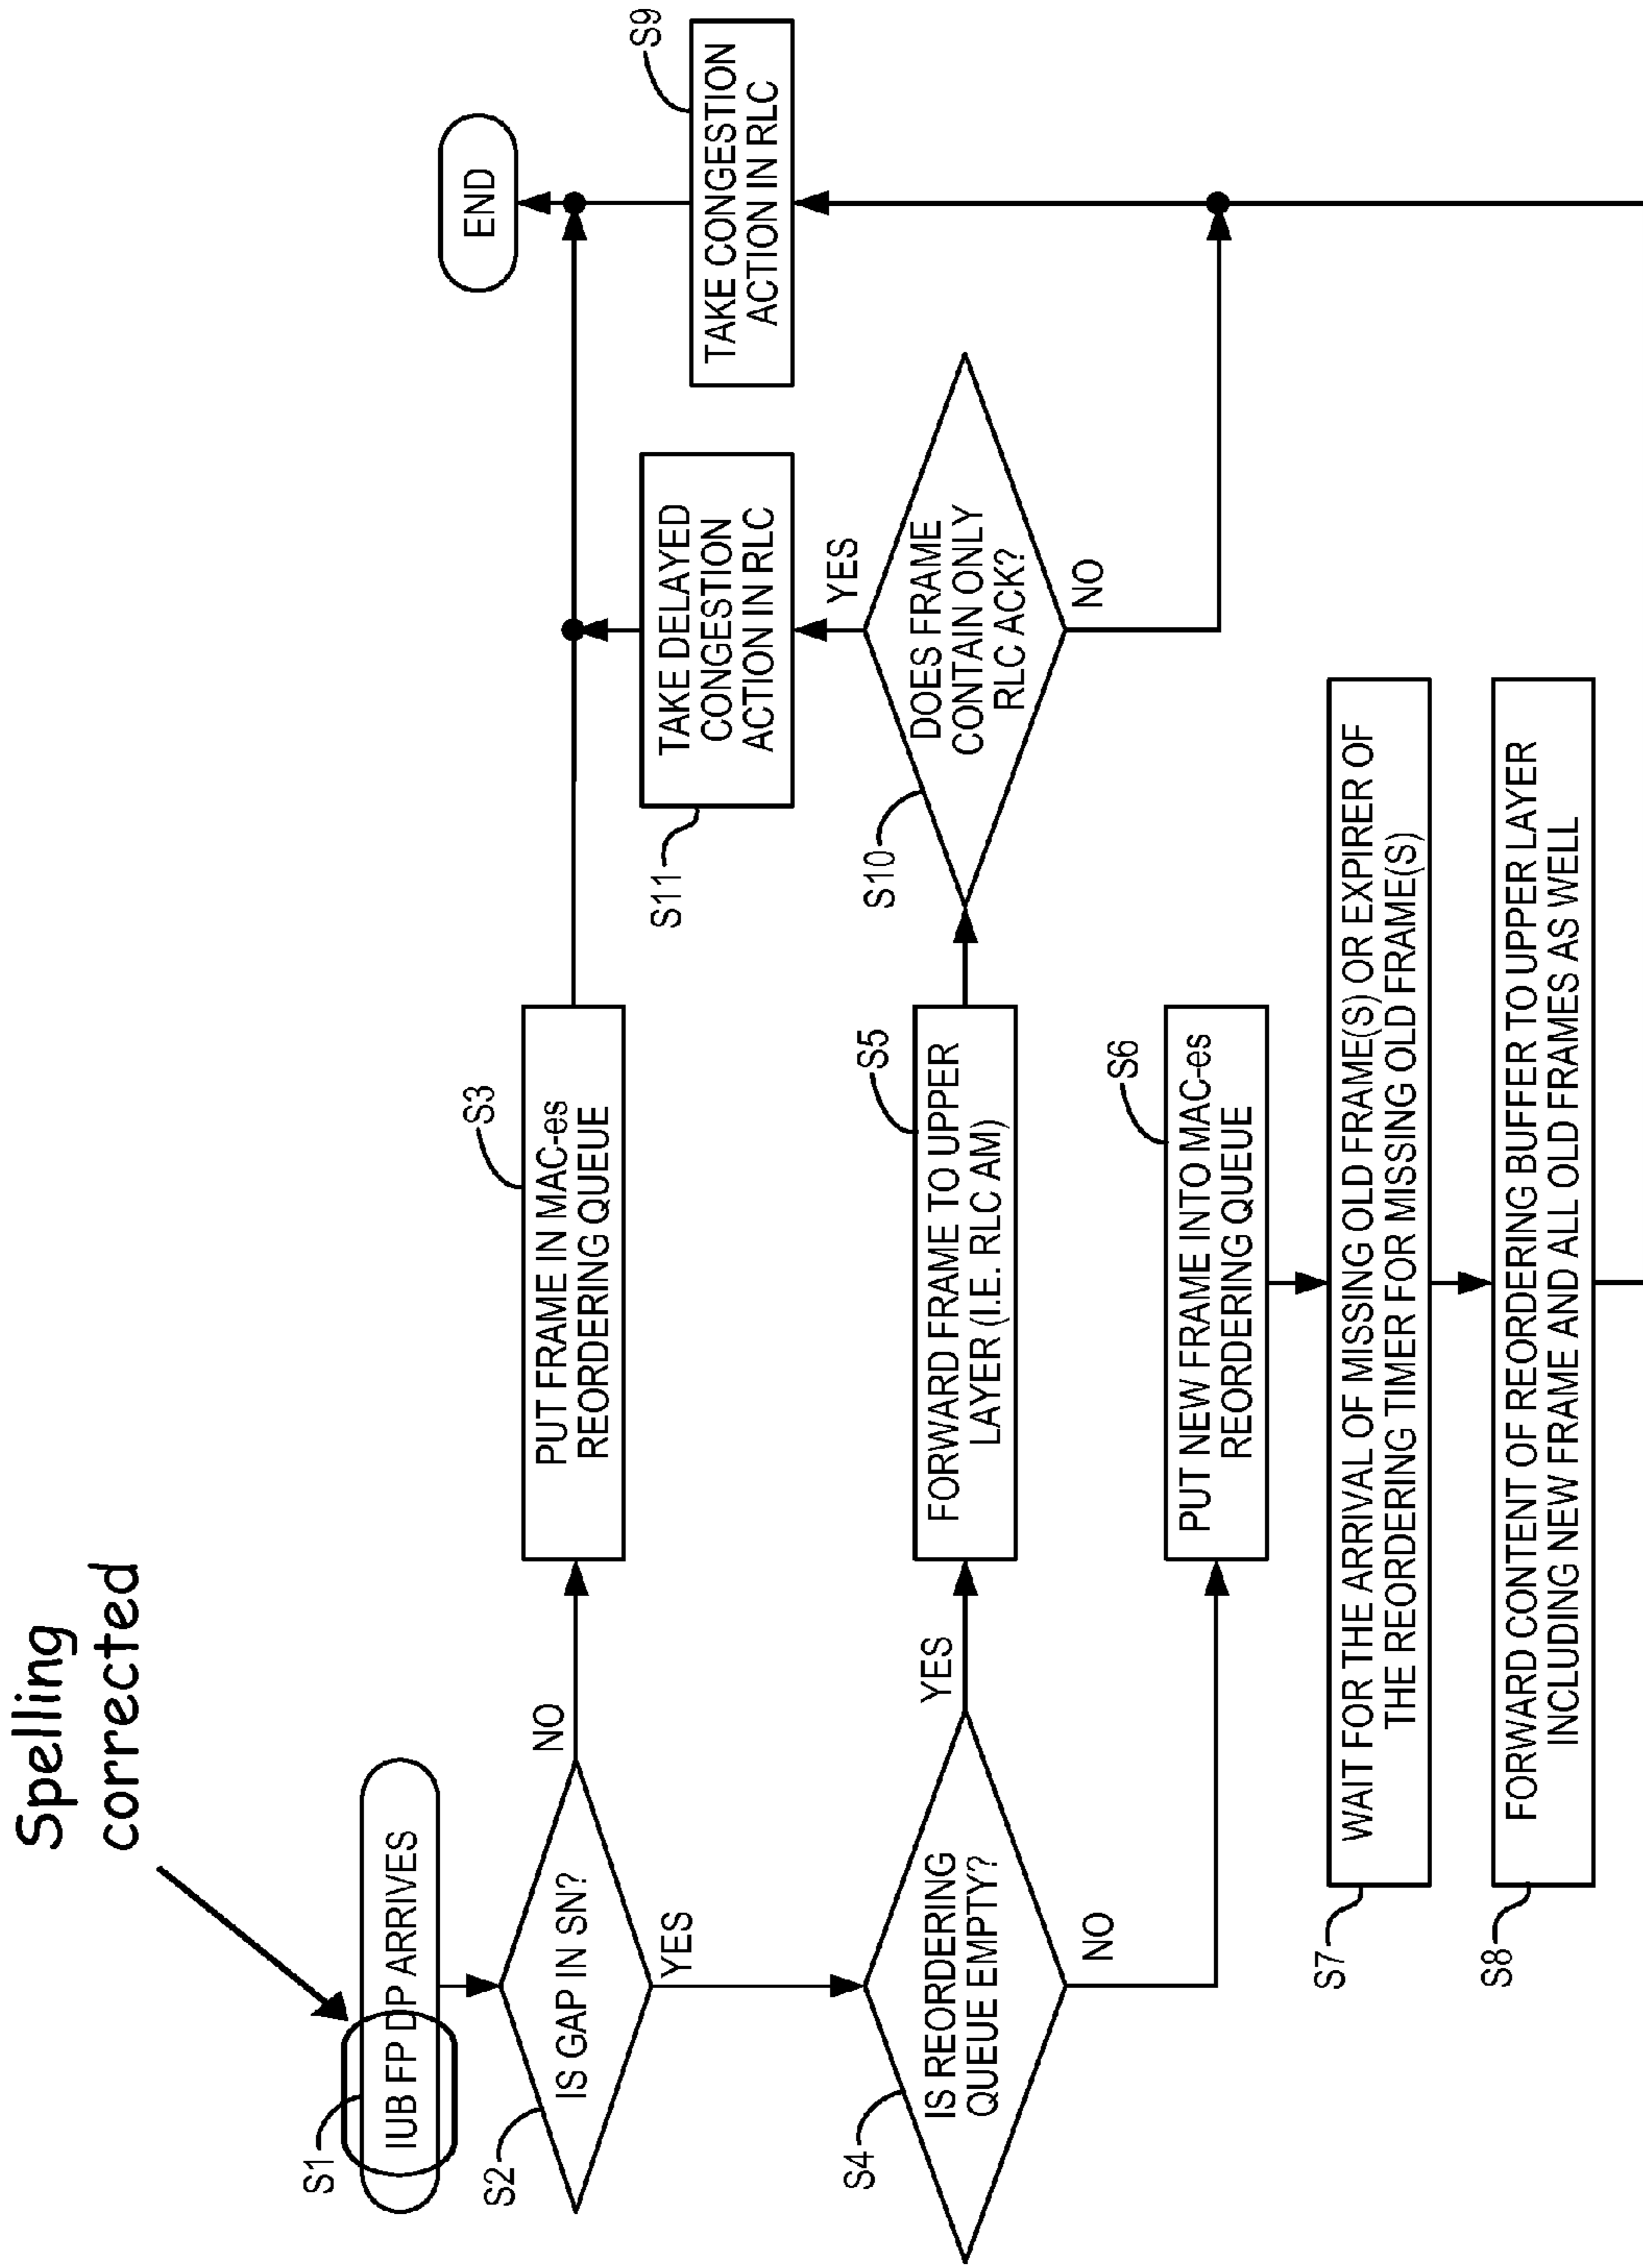 Spelling
corrected
S1
IUB FP DP ARRIVES
S2
IS GAP IN SN?
NO
YES
S3
PUT FRAME IN MAC-es
REORDERING QUEUE
END
S4
IS REORDERING
QUEUE EMPTY?
YES
NO
S5
FORWARD FRAME TO UPPER
LAYER (I.E. RLC AM)
S10
DOES FRAME
CONTAIN ONLY
RLC ACK?
YES
NO
S11
TAKE DELAYED
CONGESTION
ACTION IN RLC
S9
TAKE CONGESTION
ACTION IN RLC
S6
PUT NEW FRAME INTO MAC-es
REORDERING QUEUE
S7
WAIT FOR THE ARRIVAL OF MISSING OLD FRAME(S) OR EXPIRER OF
THE REORDERING TIMER FOR MISSING OLD FRAME(S)
S8
FORWARD CONTENT OF REORDERING BUFFER TO UPPER LAYER
INCLUDING NEW FRAME AND ALL OLD FRAMES AS WELL